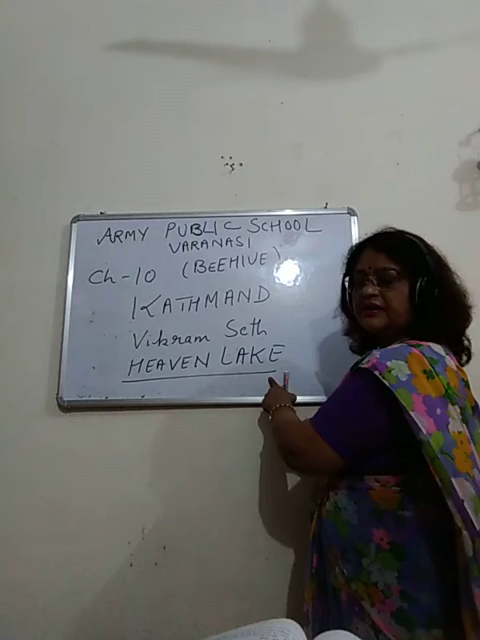 ARMY PUBLIC SCHOOL
VARANASI
Ch-10 (BEEHIVE)
KATHMAND
Vikram Seth
HEAVEN LAKE